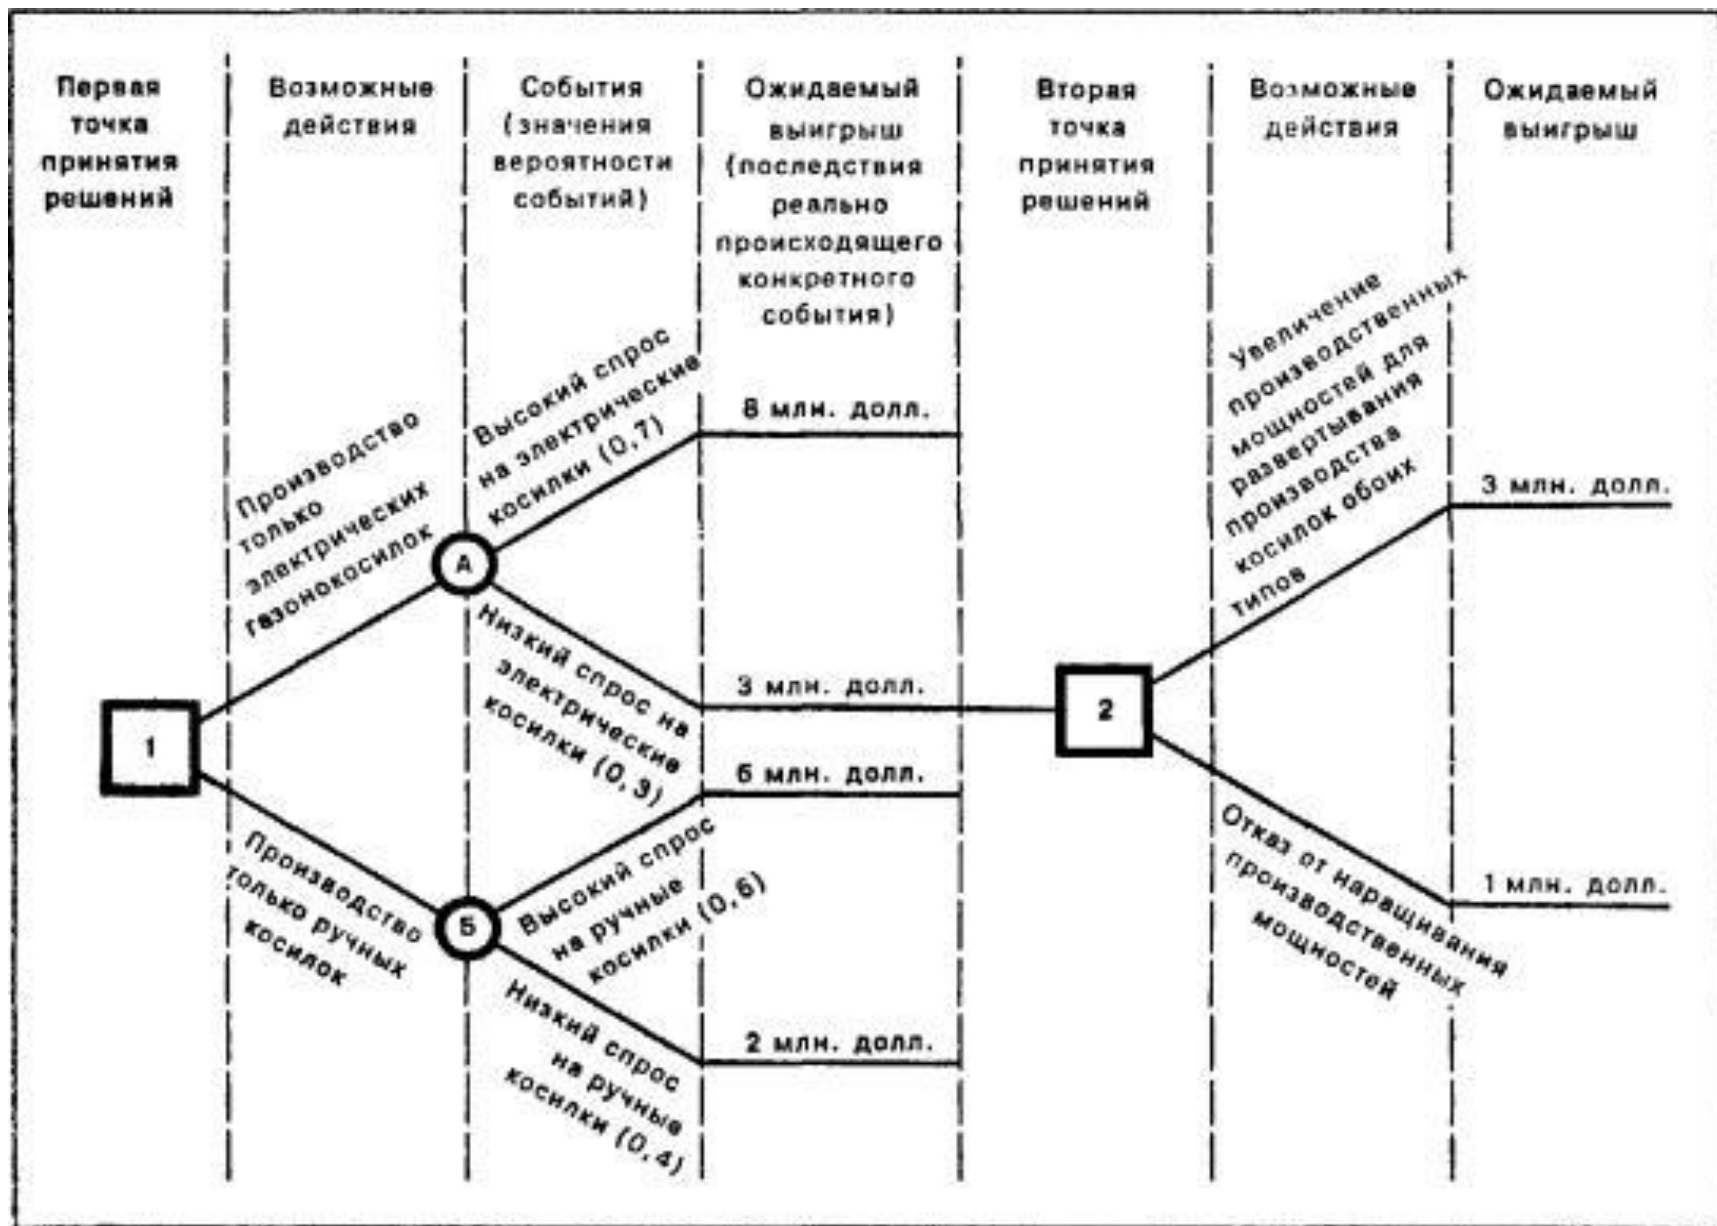 Первая
точка
принятия
решений
Возможные
действия
События
(значения
вероятности
событий)
Ожидаемый
выигрыш
(последствия
реально
происходящего
конкретного
события)
Вторая
точка
принятия
решений
Возможные
действия
Ожидаемый
выигрыш
1
Производство
только
электрических
газонокосилок
А
Высокий спрос
на электрические
косилки (0,7)
8 млн. долл.
Низкий спрос на
электрические
косилки (0,3)
3 млн. долл.
2
Увеличение
производственных
мощностей для
развертывания
производства
косилок обоих
типов
3 млн. долл.
Отказ от наращивания
производственных
мощностей
1 млн. долл.
Производство
только ручных
косилок
Б
Высокий спрос
на ручные
косилки (0,6)
6 млн. долл.
Низкий спрос
на ручные
косилки (0,4)
2 млн. долл.